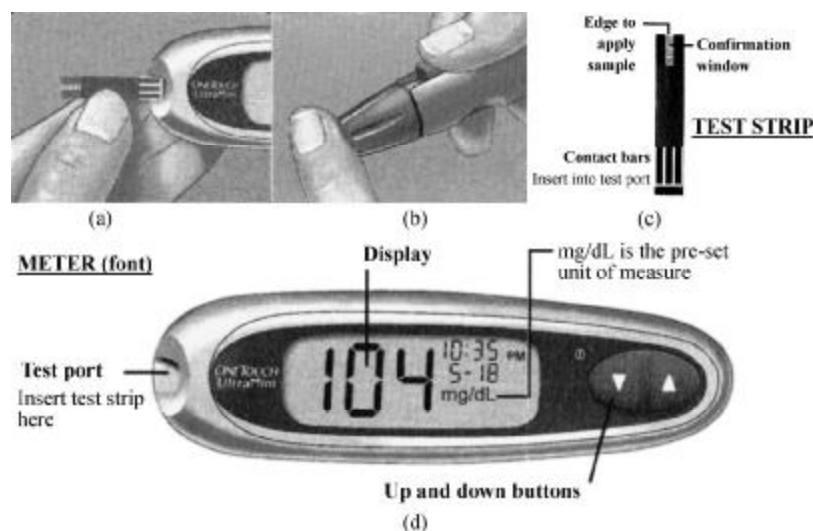 ONETOUCH
UltraMini
(a)
(b)
Edge to
apply
sample
Confirmation
window
TEST STRIP
Contact bars
Insert into test port
(c)
METER (font)
Display
mg/dL is the pre-set
unit of measure
Test port
Insert test strip
here
ONETOUCH
UltraMini
104
10:35 PM
5-18
mg/dL
Up and down buttons
(d)